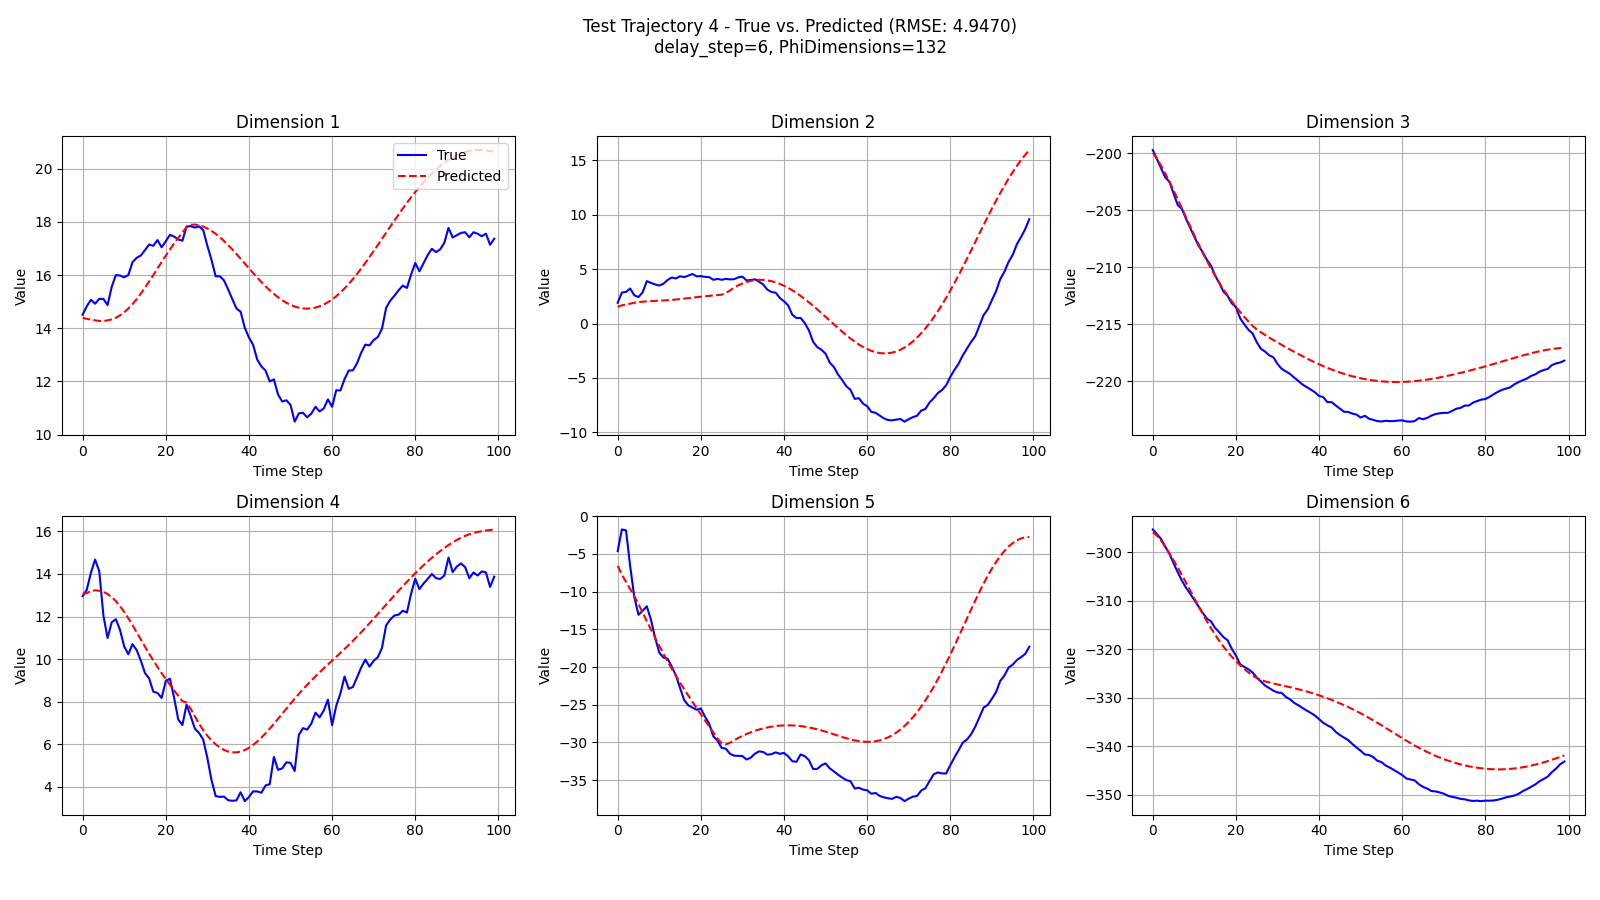 Test Trajectory 4 - True vs. Predicted (RMSE: 4.9470)
delay_step=6, PhiDimensions=132
Dimension 1
Value
20
18
16
14
12
10
0 20 40 60 80 100
Time Step
True
Predicted
Dimension 2
Value
15
10
5
0
−5
−10
0 20 40 60 80 100
Time Step
Dimension 3
Value
−200
−205
−210
−215
−220
0 20 40 60 80 100
Time Step
Dimension 4
Value
16
14
12
10
8
6
4
0 20 40 60 80 100
Time Step
Dimension 5
Value
0
−5
−10
−15
−20
−25
−30
−35
0 20 40 60 80 100
Time Step
Dimension 6
Value
−300
−310
−320
−330
−340
−350
0 20 40 60 80 100
Time Step